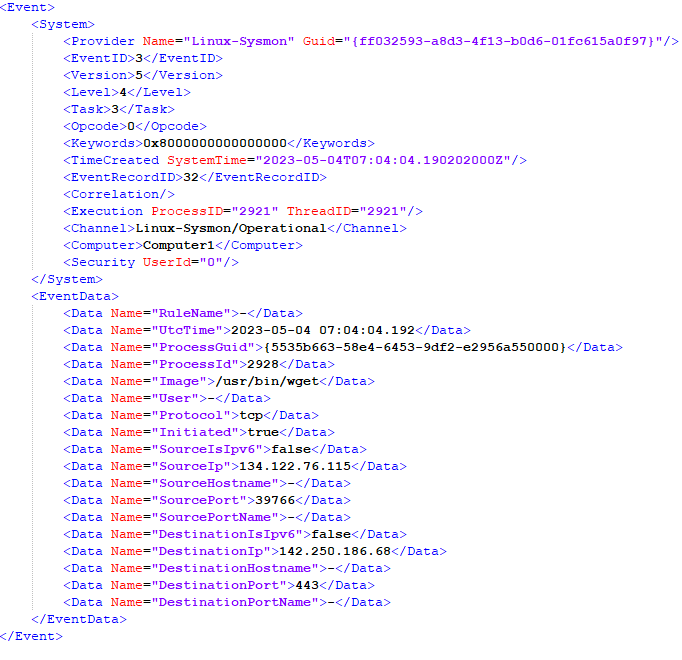 <Event>
<System>
<Provider Name="Linux-Sysmon" Guid="{ff032593-a8d3-4f13-b0d6-01fc615a0f97}"/>
<EventID>3</EventID>
<Version>5</Version>
<Level>4</Level>
<Task>3</Task>
<Opcode>0</Opcode>
<Keywords>0x8000000000000000</Keywords>
<TimeCreated SystemTime="2023-05-04T07:04:04.190202000Z"/>
<EventRecordID>32</EventRecordID>
<Correlation/>
<Execution ProcessID="2921" ThreadID="2921"/>
<Channel>Linux-Sysmon/Operational</Channel>
<Computer>Computer1</Computer>
<Security UserId="0"/>
</System>
<EventData>
<Data Name="RuleName">-</Data>
<Data Name="UtcTime">2023-05-04 07:04:04.192</Data>
<Data Name="ProcessGuid">{5535b663-58e4-6453-9df2-e2956a550000}</Data>
<Data Name="ProcessId">2928</Data>
<Data Name="Image">/usr/bin/wget</Data>
<Data Name="User">-</Data>
<Data Name="Protocol">tcp</Data>
<Data Name="Initiated">true</Data>
<Data Name="SourceIsIpv6">false</Data>
<Data Name="SourceIp">134.122.76.115</Data>
<Data Name="SourceHostname">-</Data>
<Data Name="SourcePort">39766</Data>
<Data Name="SourcePortName">-</Data>
<Data Name="DestinationIsIpv6">false</Data>
<Data Name="DestinationIp">142.250.186.68</Data>
<Data Name="DestinationHostname">-</Data>
<Data Name="DestinationPort">443</Data>
<Data Name="DestinationPortName">-</Data>
</EventData>
</Event>